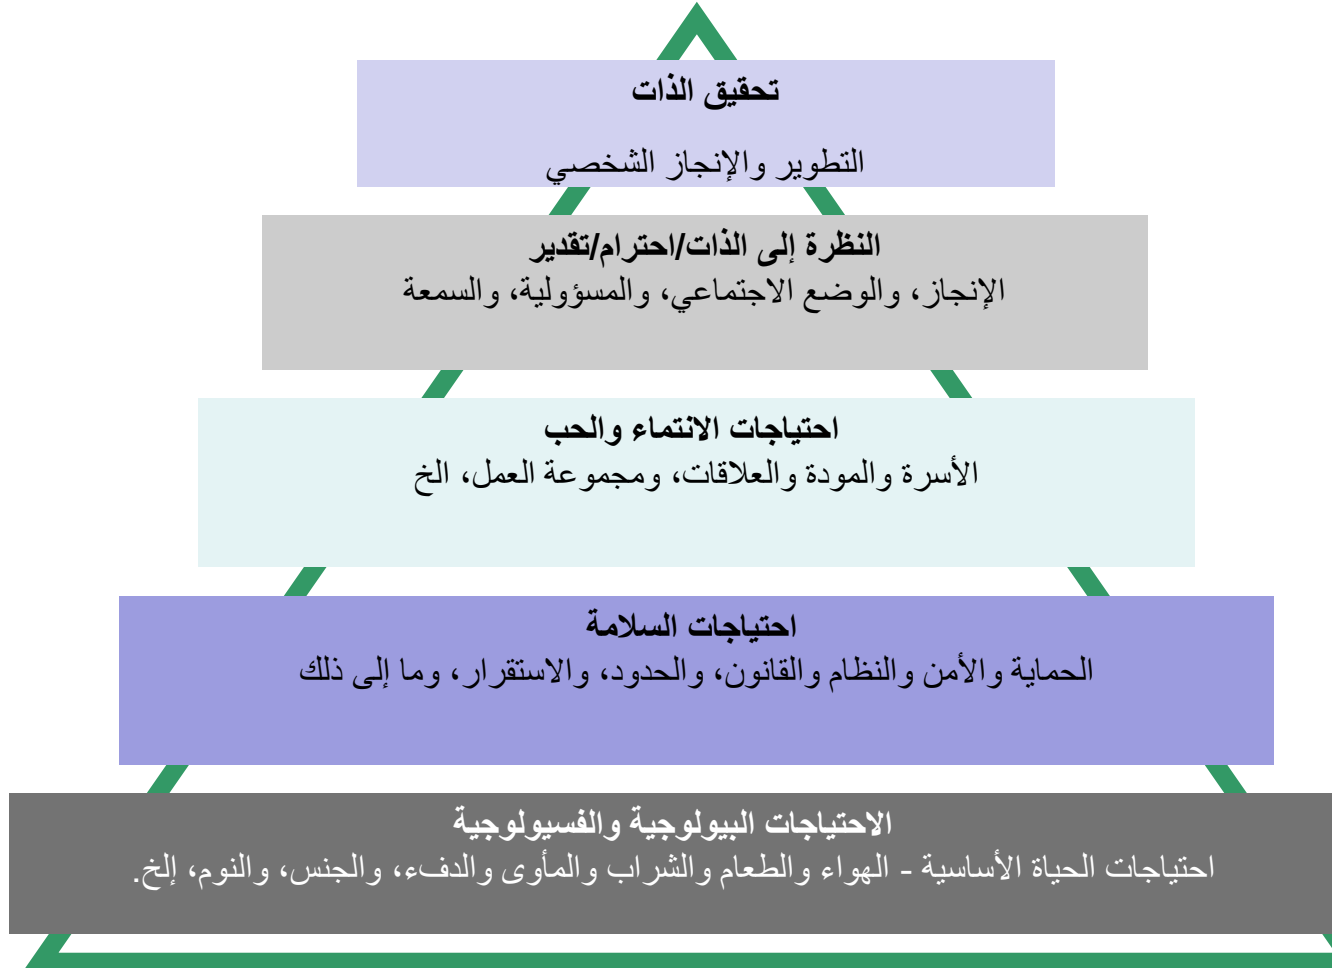 تحقيق الذات
التطوير والإنجاز الشخصي
النظرة إلى الذات/احترام/تقدير
الإنجاز، والوضع الاجتماعي، والمسؤولية، والسمعة
احتياجات الانتماء والحب
الأسرة والمودة والعلاقات، ومجموعة العمل، الخ
احتياجات السلامة
الحماية والأمن والنظام والقانون، والحدود، والاستقرار، وما إلى ذلك
الاحتياجات البيولوجية والفسيولوجية
احتياجات الحياة الأساسية - الهواء والطعام والشراب والمأوى والدفء، والجنس، والنوم، إلخ.